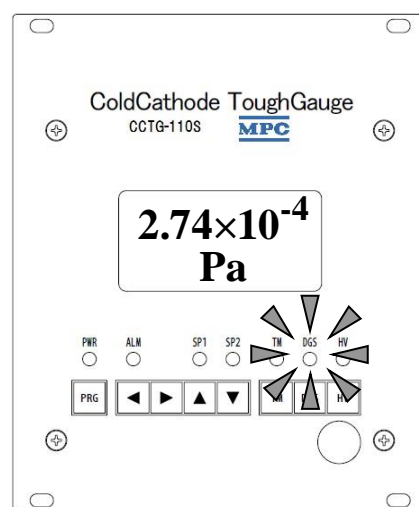 ColdCathode ToughGauge
CCTG-110S MPC
2.74×10⁻⁴
Pa
PWR ALM SP1 SP2 TM DGS HV
PRG ◀ ▶ ▲ ▼